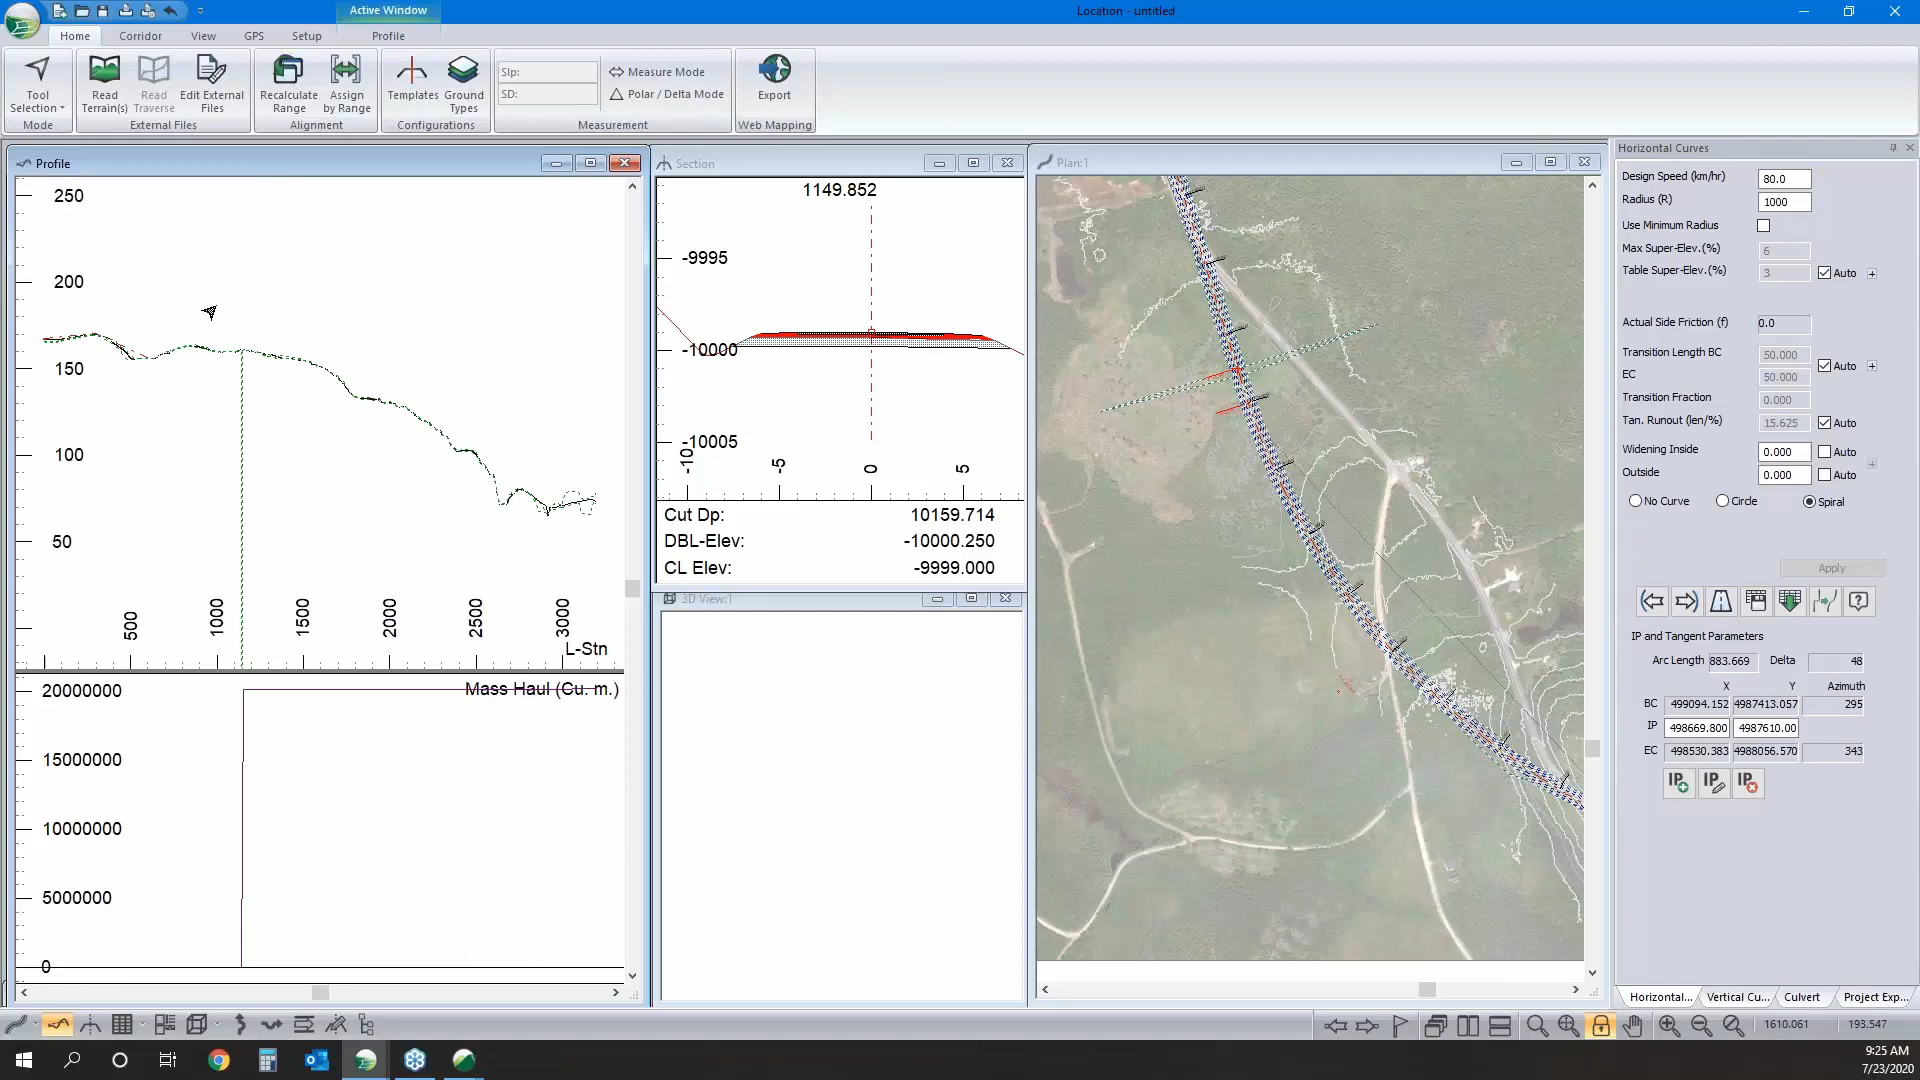 Active Window
Location - untitled
Home
Corridor
View
GPS
Setup
Profile
Tool Selection
Read Terrain(s)
Read Traverse
Edit External Files
Recalculate Range
Assign by Range
Templates
Ground Types
Slp:
SD:
Measure Mode
Polar / Delta Mode
Export
Mode
External Files
Alignment
Configurations
Measurement
Web Mapping
Profile
250
200
150
100
50
500
1000
1500
2000
2500
3000
L-Stn
Mass Haul (Cu. m.)
20000000
15000000
10000000
5000000
0
Section
1149.852
-9995
-10000
-10005
-10
-5
0
5
Cut Dp: 10159.714
DBL-Elev: -10000.250
CL Elev: -9999.000
3D View:1
Plan:1
Horizontal Curves
Design Speed (km/hr) 80.0
Radius (R) 1000
Use Minimum Radius
Max Super-Elev.(%) 6
Table Super-Elev.(%) 3 Auto
Actual Side Friction (f) 0.0
Transition Length BC 50.000
EC 50.000 Auto
Transition Fraction 0.000
Tan. Runout (len/%) 15.625 Auto
Widening Inside 0.000 Auto
Outside 0.000 Auto
No Curve Circle Spiral
Apply
IP and Tangent Parameters
Arc Length 883.669 Delta 48
X Y Azimuth
BC 499094.152 4987413.057 295
IP 498669.800 4987610.00
EC 498530.383 4988056.570 343
IP IP IP
Horizontal... Vertical Cu... Culvert Project Exp...
1610.061 193.547
9:25 AM
7/23/2020